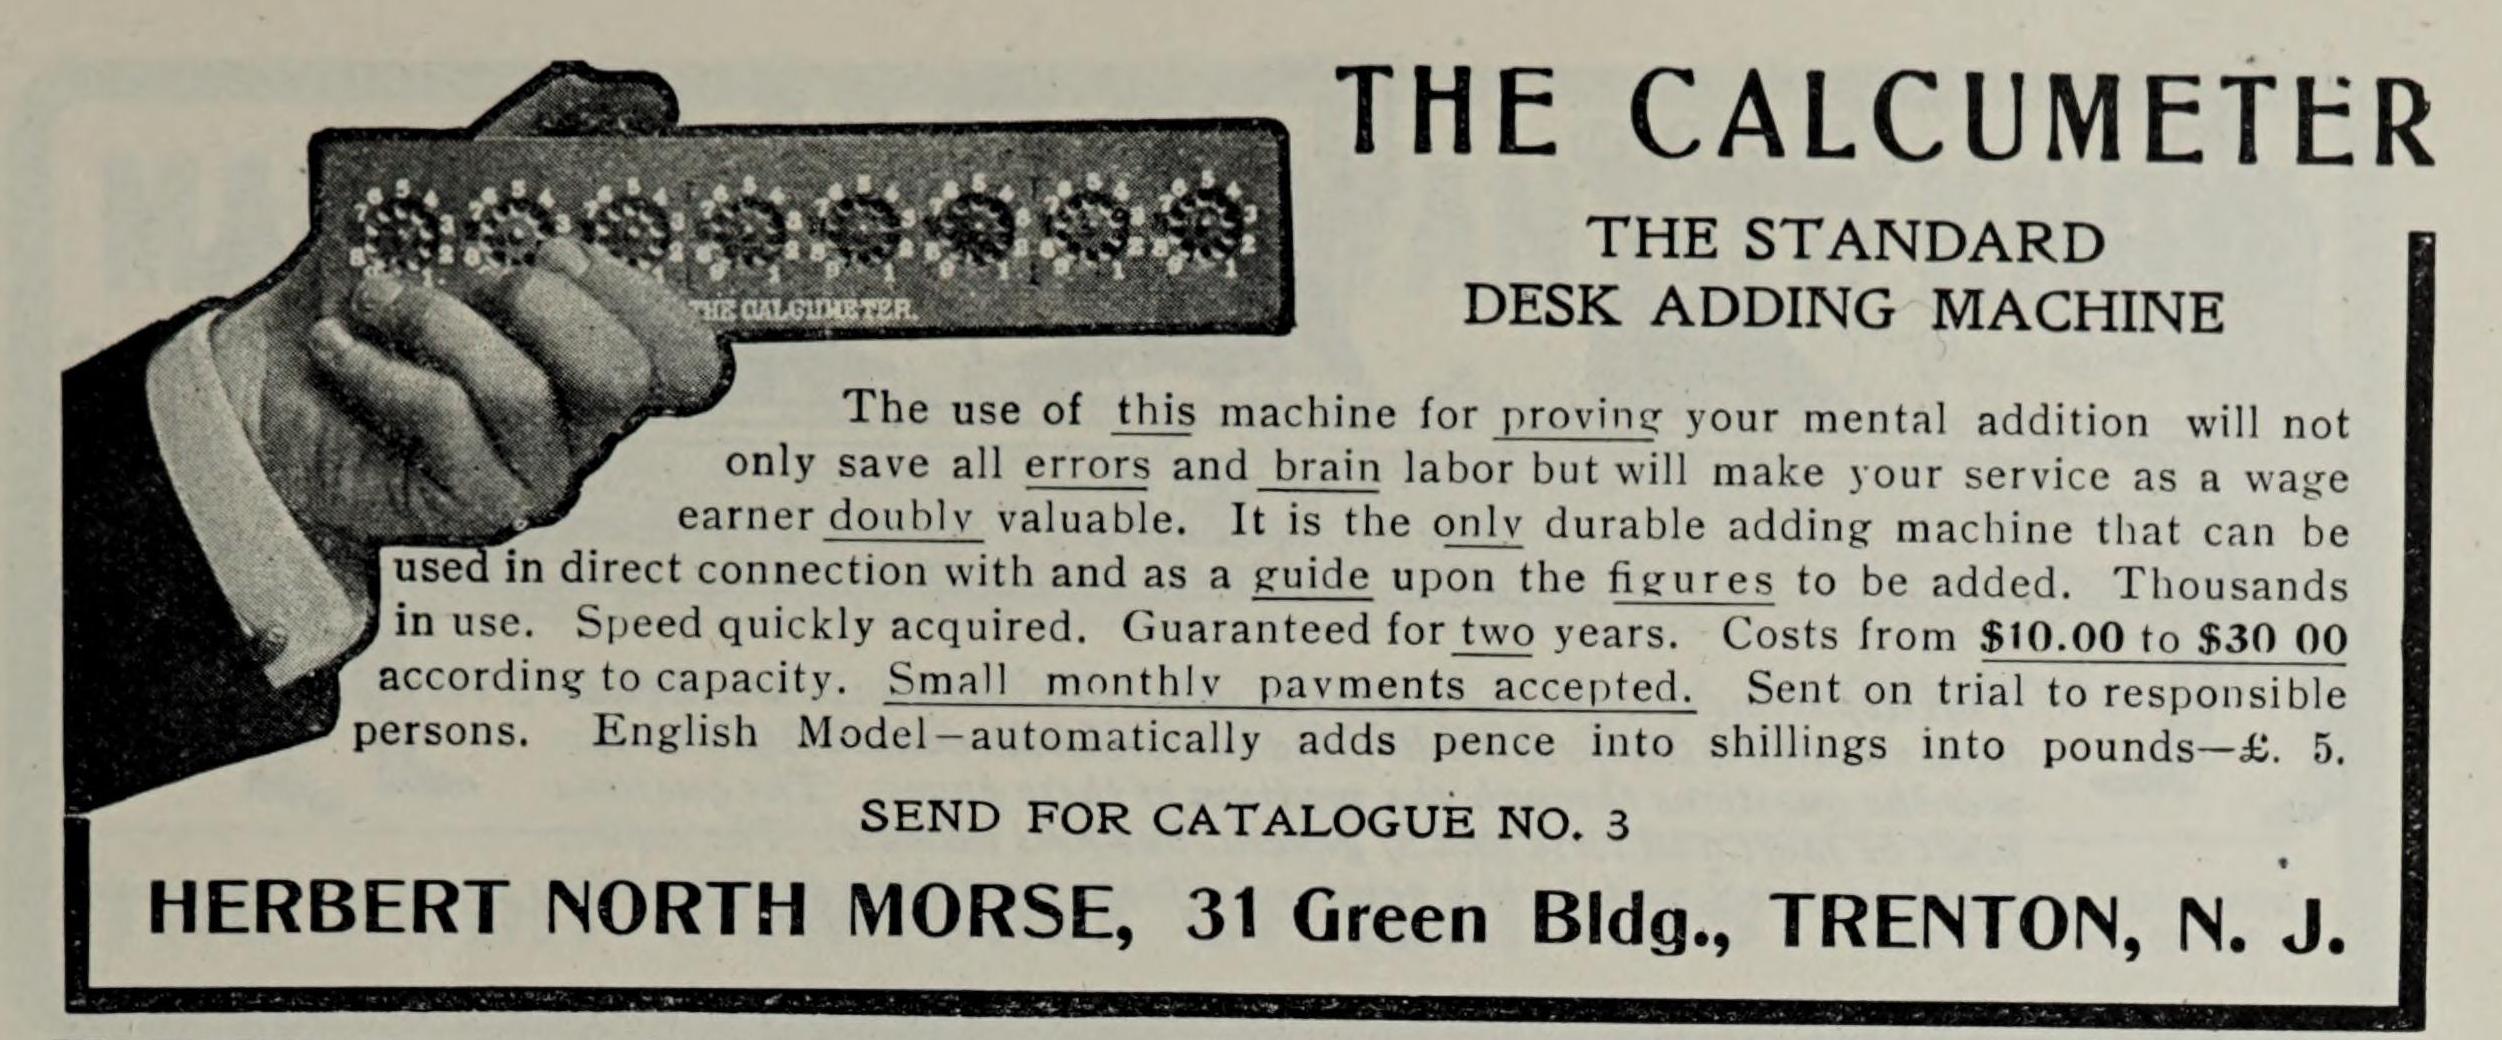 THE CALCUMETER
THE CALCUMETER.
THE STANDARD
DESK ADDING MACHINE
The use of this machine for proving your mental addition will not
only save all errors and brain labor but will make your service as a wage
earner doubly valuable. It is the only durable adding machine that can be
used in direct connection with and as a guide upon the figures to be added. Thousands
in use. Speed quickly acquired. Guaranteed for two years. Costs from $10.00 to $30 00
according to capacity. Small monthly payments accepted. Sent on trial to responsible
persons. English Model—automatically adds pence into shillings into pounds—£. 5.
SEND FOR CATALOGUE NO. 3
HERBERT NORTH MORSE, 31 Green Bldg., TRENTON, N. J.